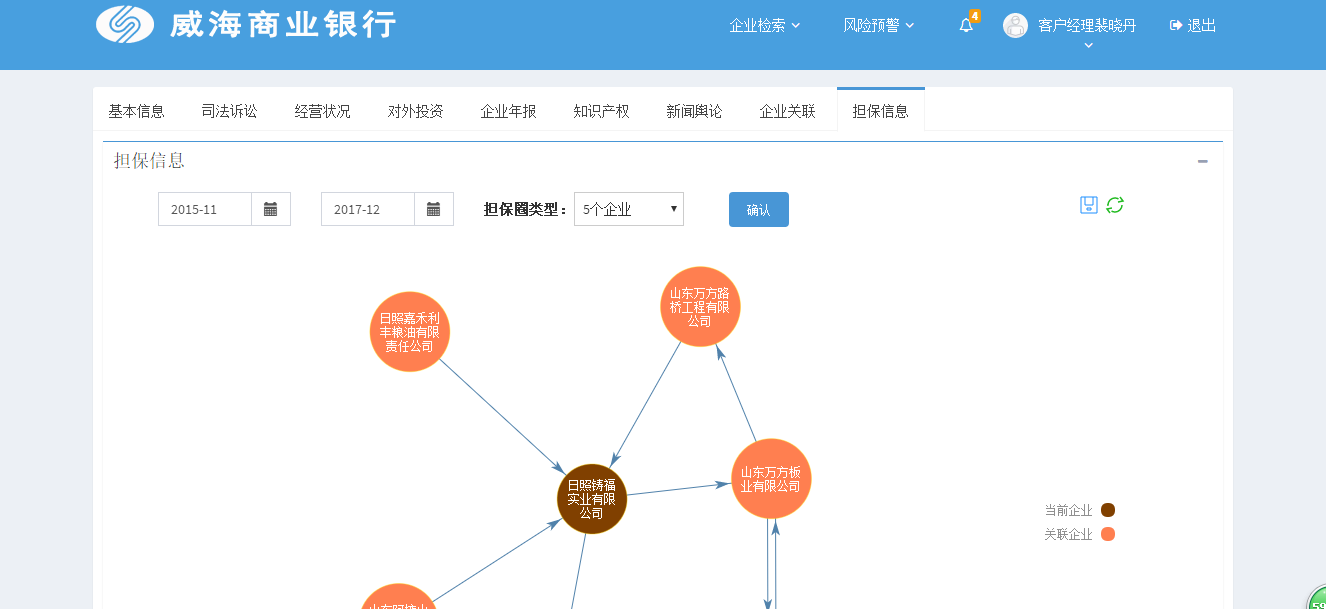 威海商业银行
企业检索
风险预警
4
客户经理裴晓丹
退出
基本信息
司法诉讼
经营状况
对外投资
企业年报
知识产权
新闻舆论
企业关联
担保信息
担保信息
2015-11
2017-12
担保圈类型：
5个企业
确认
山东万方路
桥工程有限
公司
日照嘉禾利
丰粮油有限
责任公司
山东万方板
业有限公司
日照铸福
实业有限
公司
当前企业
关联企业